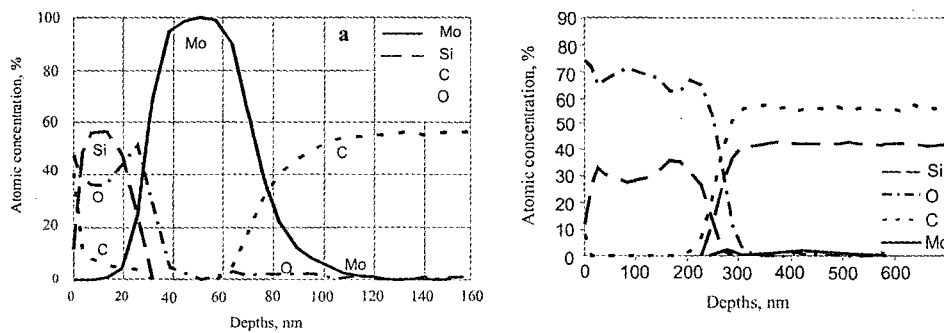 Atomic concentration, %
100
80
60
40
20
0
a
Mo
Si
C
O
Mo
Si
O
C
C
O
Mo
0 20 40 60 80 100 120 140 160
Depths, nm
Atomic concentration, %
90
80
70
60
50
40
30
20
10
0
Si
O
C
Mo
0 100 200 300 400 500 600
Depths, nm